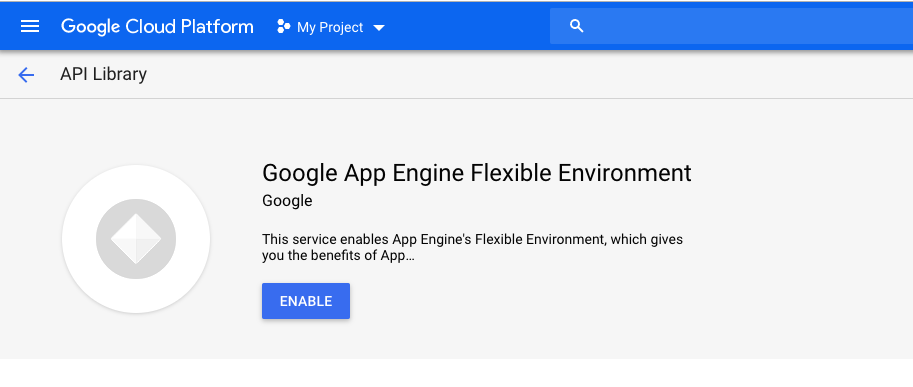 Google Cloud Platform My Project
API Library
Google App Engine Flexible Environment
Google
This service enables App Engine's Flexible Environment, which gives
you the benefits of App...
ENABLE